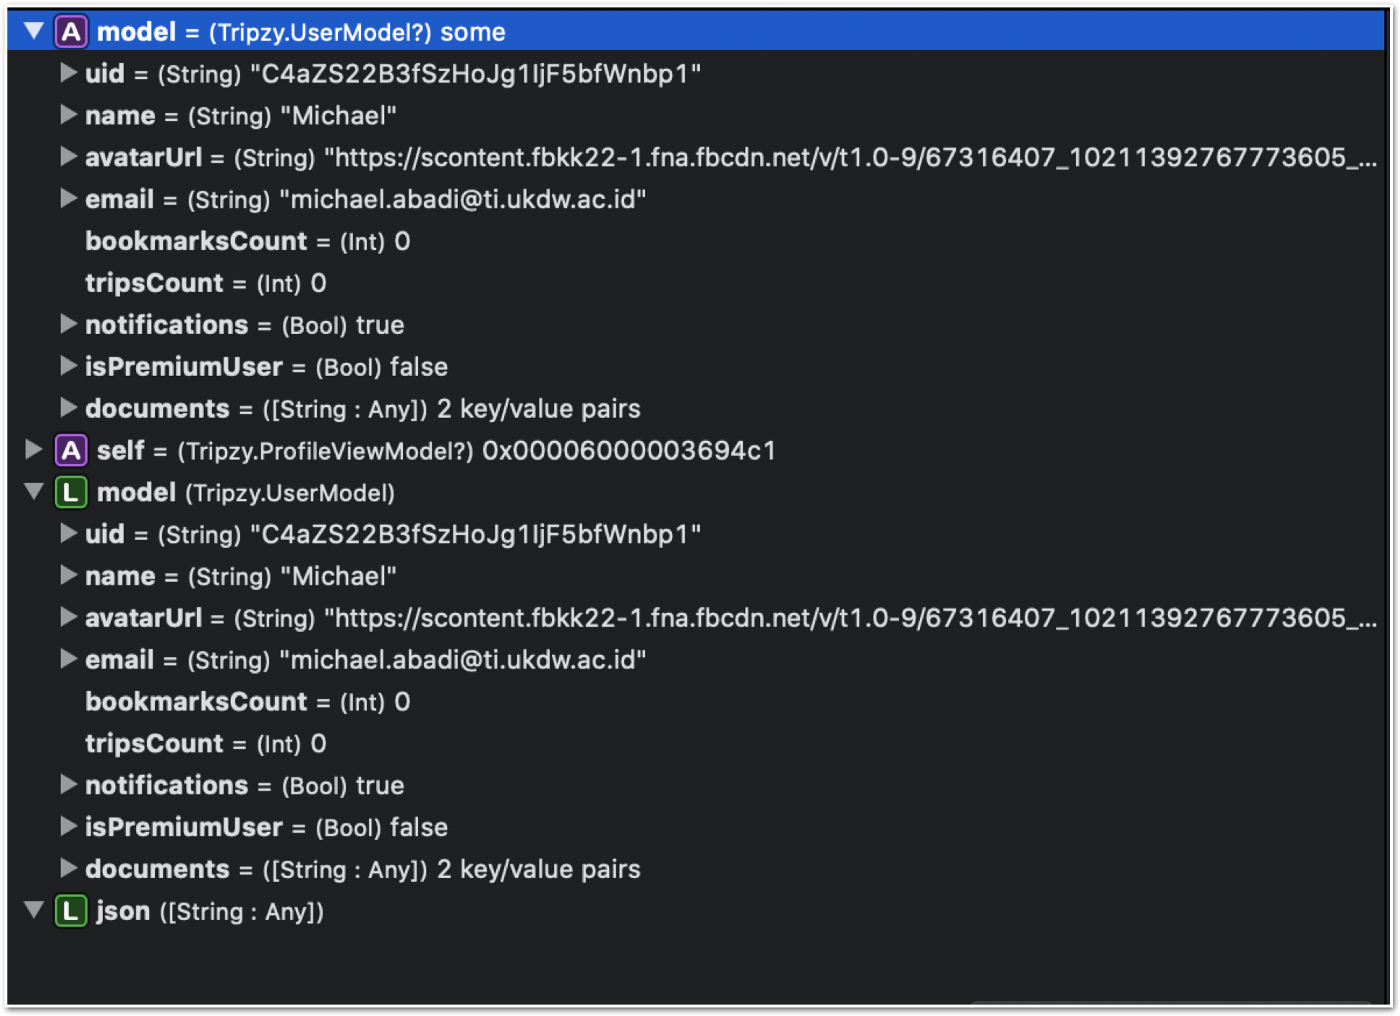 A model = (Tripzy.UserModel?) some
uid = (String) "C4aZS22B3fSzHoJg1IjF5bfWnbp1"
name = (String) "Michael"
avatarUrl = (String) "https://scontent.fbkk22-1.fna.fbcdn.net/v/t1.0-9/67316407_10211392767773605_...
email = (String) "michael.abadi@ti.ukdw.ac.id"
bookmarksCount = (Int) 0
tripsCount = (Int) 0
notifications = (Bool) true
isPremiumUser = (Bool) false
documents = ([String : Any]) 2 key/value pairs
A self = (Tripzy.ProfileViewModel?) 0x00006000003694c1
L model (Tripzy.UserModel)
uid = (String) "C4aZS22B3fSzHoJg1IjF5bfWnbp1"
name = (String) "Michael"
avatarUrl = (String) "https://scontent.fbkk22-1.fna.fbcdn.net/v/t1.0-9/67316407_10211392767773605_...
email = (String) "michael.abadi@ti.ukdw.ac.id"
bookmarksCount = (Int) 0
tripsCount = (Int) 0
notifications = (Bool) true
isPremiumUser = (Bool) false
documents = ([String : Any]) 2 key/value pairs
L json ([String : Any])